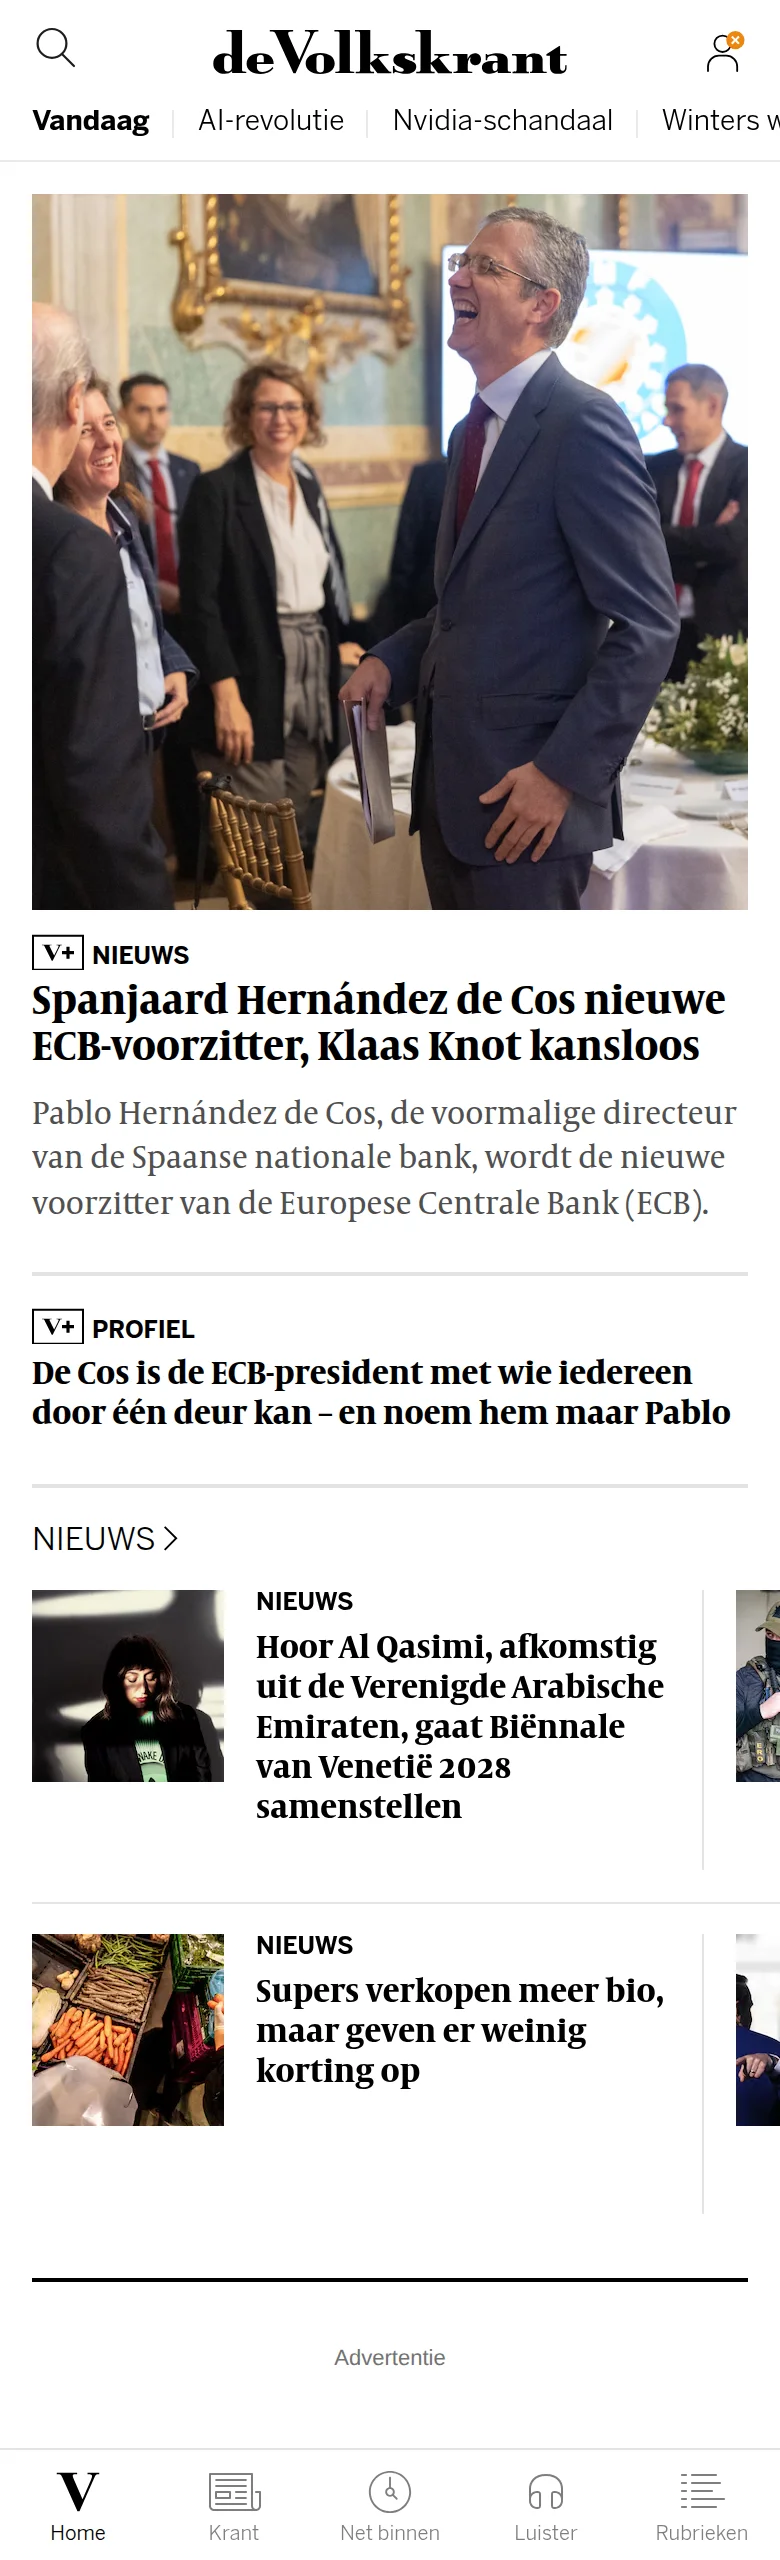 deVolkskrant
Vandaag
AI-revolutie
Nvidia-schandaal
Winters
V+ NIEUWS
Spanjaard Hernández de Cos nieuwe
ECB-voorzitter, Klaas Knot kansloos
Pablo Hernández de Cos, de voormalige directeur
van de Spaanse nationale bank, wordt de nieuwe
voorzitter van de Europese Centrale Bank (ECB).
V+ PROFIEL
De Cos is de ECB-president met wie iedereen
door één deur kan – en noem hem maar Pablo
NIEUWS
NIEUWS
Hoor Al Qasimi, afkomstig
uit de Verenigde Arabische
Emiraten, gaat Biënnale
van Venetië 2028
samenstellen
NIEUWS
Supers verkopen meer bio,
maar geven er weinig
korting op
Advertentie
V
Home
Krant
Net binnen
Luister
Rubrieken